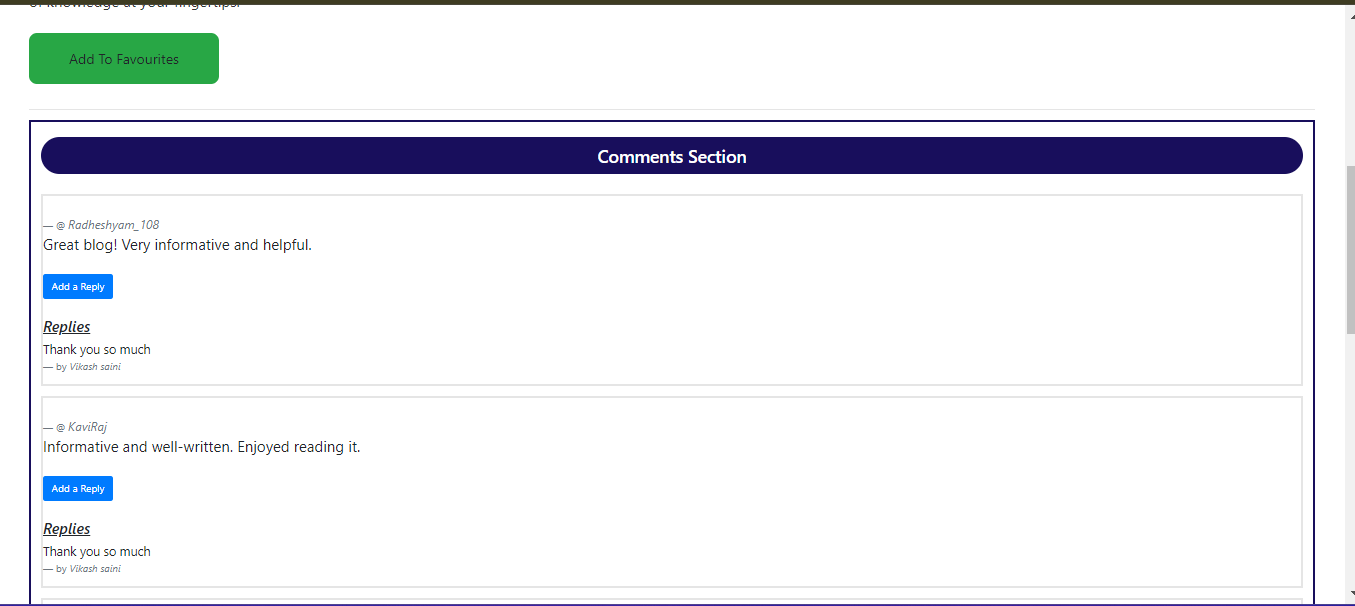 of knowledge at your fingertips.
Add To Favourites
Comments Section
— @ Radheshyam_108
Great blog! Very informative and helpful.
Add a Reply
Replies
Thank you so much
— by Vikash saini
— @ KaviRaj
Informative and well-written. Enjoyed reading it.
Add a Reply
Replies
Thank you so much
— by Vikash saini